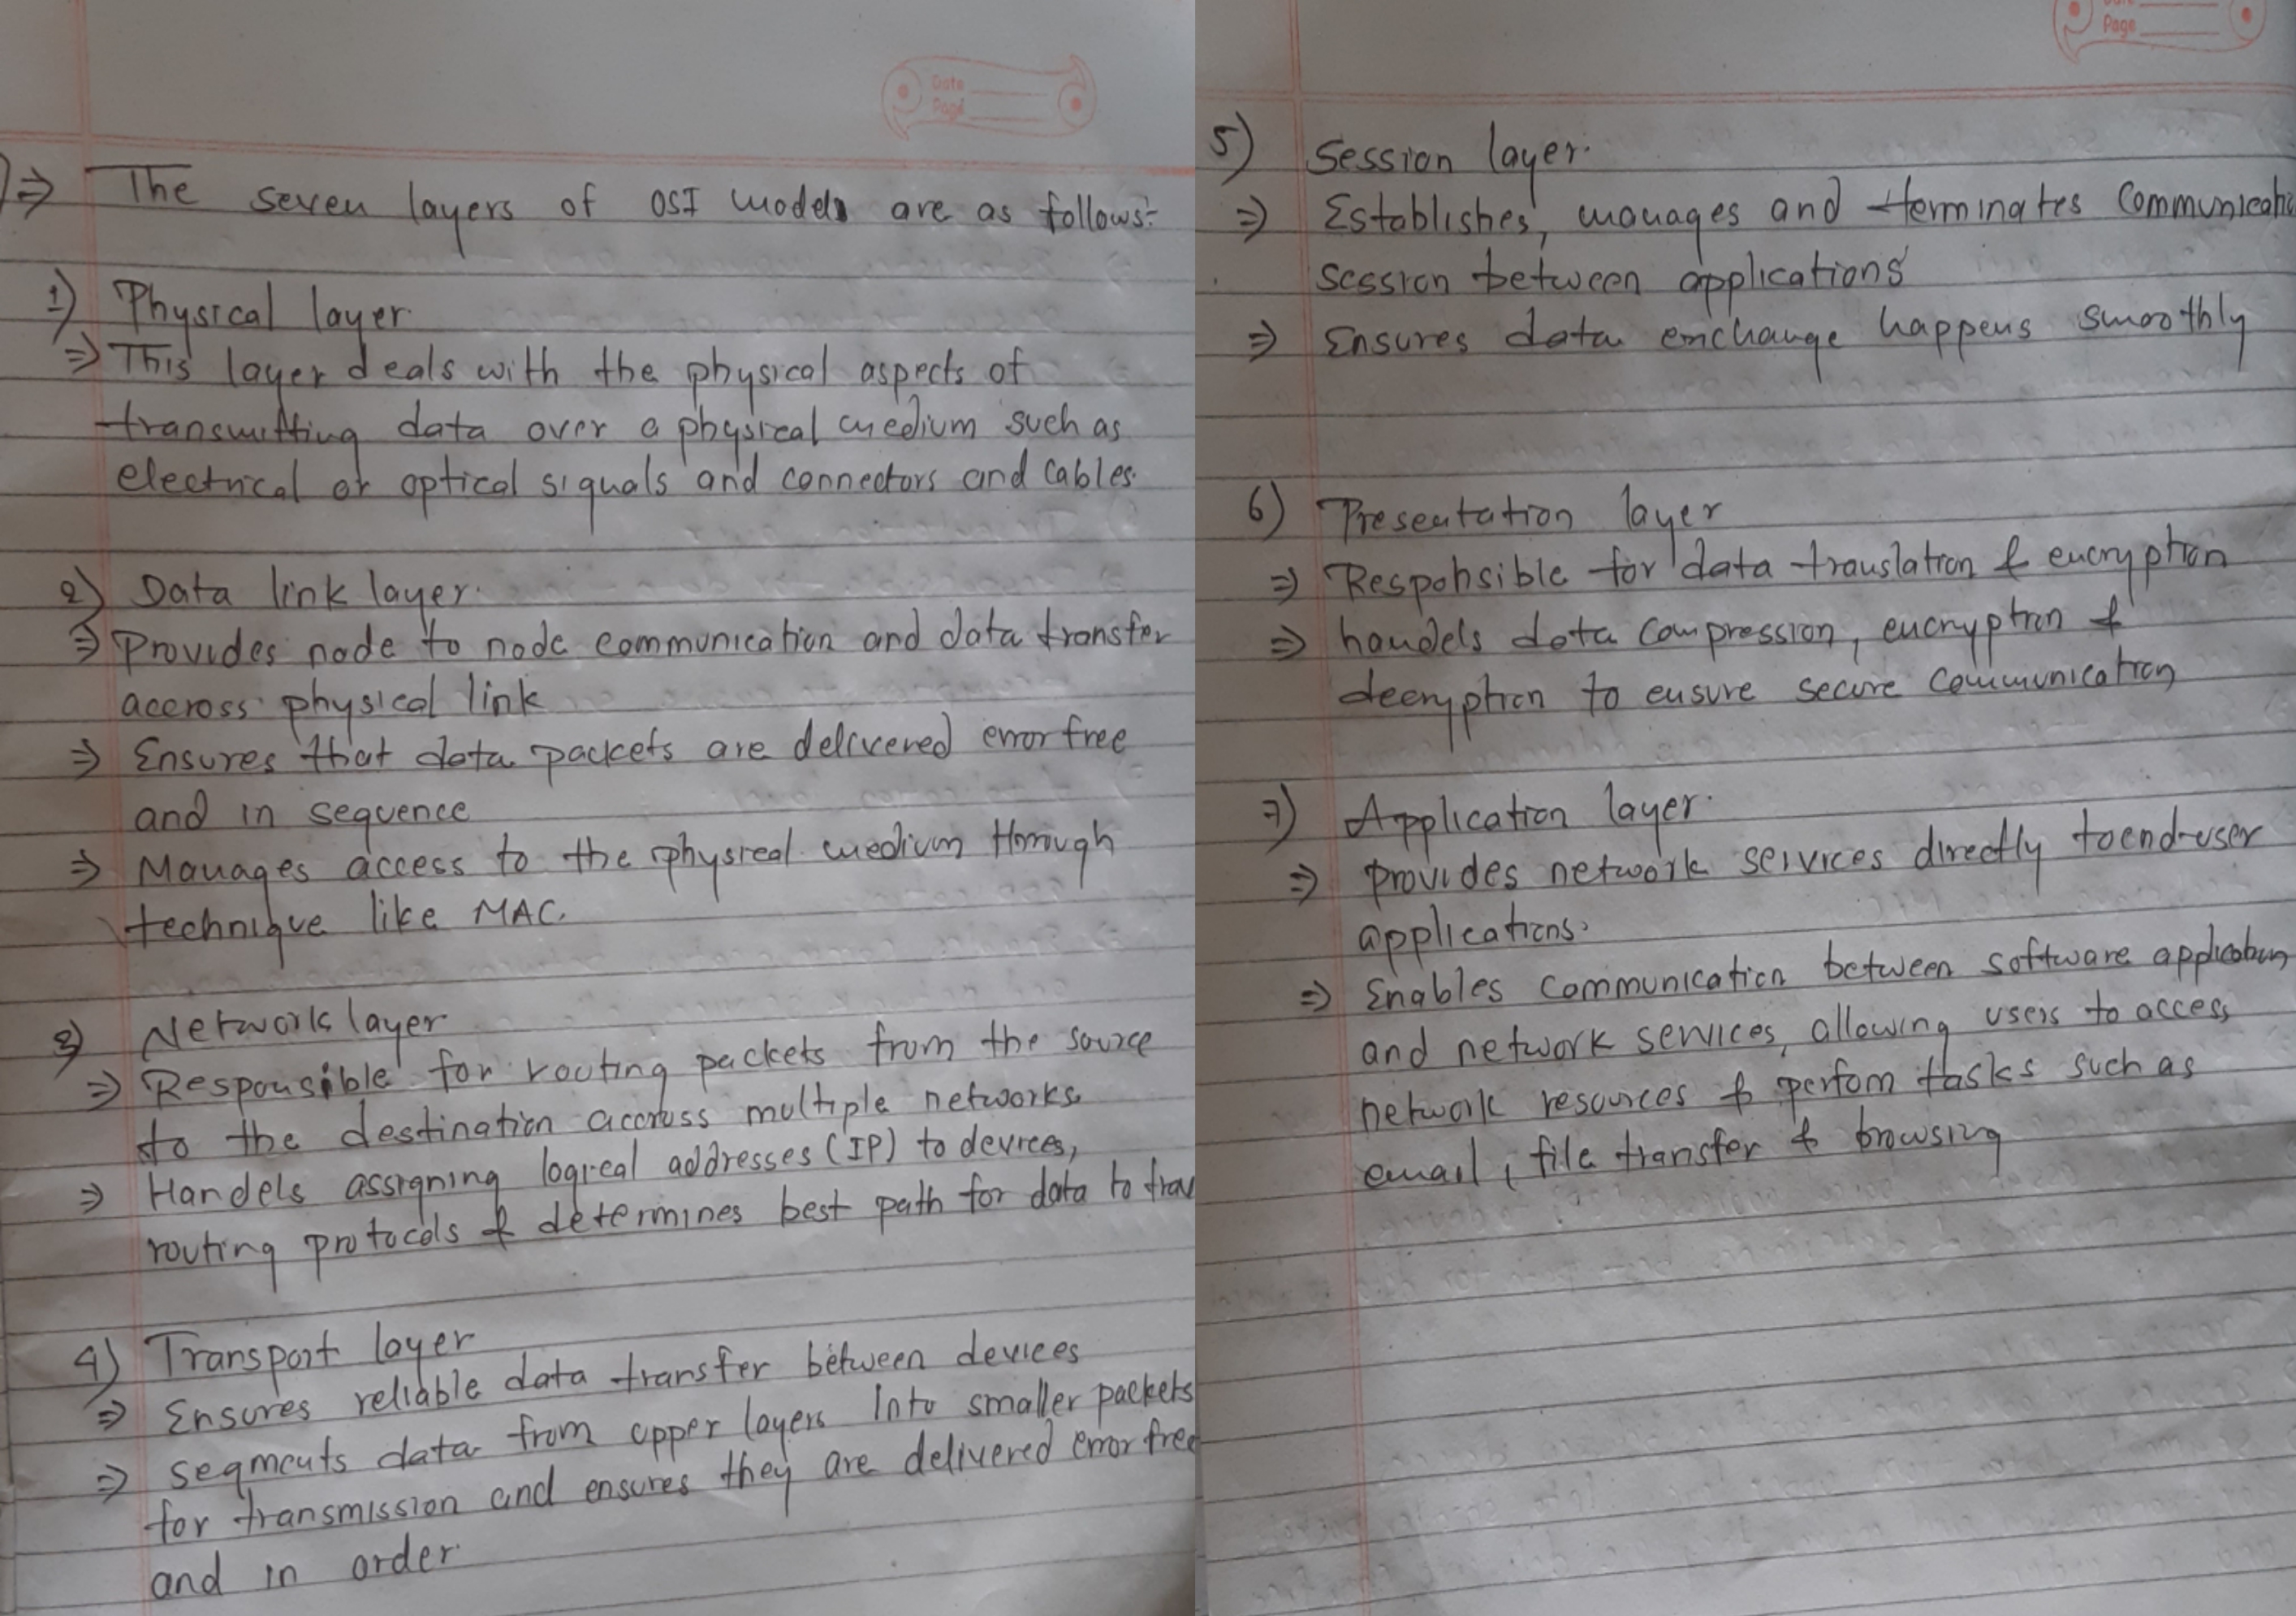 Date
Page
⇒ The seven layers of OSI model are as follows:-
1) Physical layer.
⇒ This layer deals with the physical aspects of
transmitting data over a physical medium such as
electrical or optical signals and connectors and cables.
2) Data link layer.
⇒ Provides node to node communication and data transfer
accross physical link
⇒ Ensures that data packets are delivered error free
and in sequence
⇒ Manages access to the physical medium through
technique like MAC.
3) Network layer
⇒ Responsible for routing packets from the source
to the destination accross multiple networks.
⇒ Handels assigning logical addresses (IP) to devices,
routing protocols & determines best path for data to trav
4) Transport layer
⇒ Ensures reliable data transfer between devices
⇒ segments data from upper layers into smaller packets
for transmission and ensures they are delivered error free
and in order.
Page
5) Session layer.
⇒ Establishes, manages and terminates communicatio
session between applications
⇒ Ensures data exchange happens smoothly
6) Presentation layer
⇒ Responsible for data translation & encryption
⇒ handels data compression, encryption &
decryption to ensure secure communication
7) Application layer.
⇒ provides network services directly to end-user
applications.
⇒ Enables communication between software applications
and network services, allowing users to access
network resources & perfom tasks such as
email, file transfer & browsing